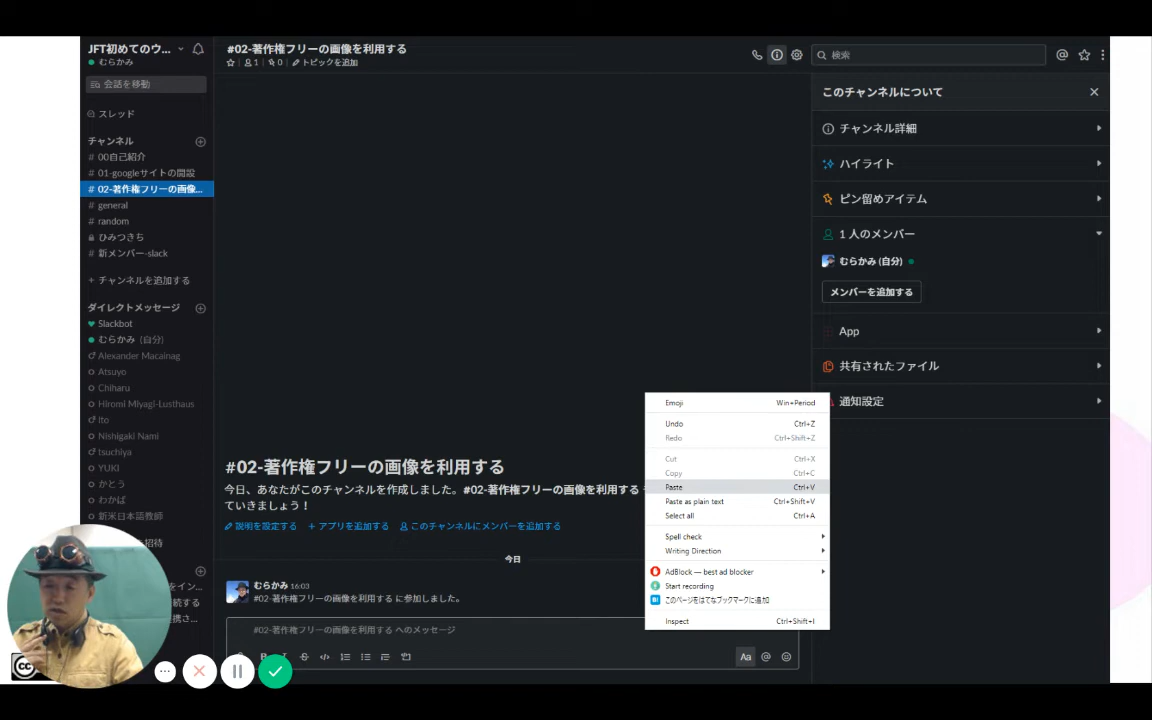 JFT初めてのウ...
むらかみ
会話を移動
スレッド
チャンネル
# 00自己紹介
# 01-googleサイトの開設
# 02-著作権フリーの画像...
# general
# random
ひみつきち
# 新メンバー-slack
+ チャンネルを追加する
ダイレクトメッセージ
Slackbot
むらかみ (自分)
Alexander Macainag
Atsuyo
Chiharu
Hiromi Miyagi-Lusthaus
Ito
Nishigaki Nami
tsuchiya
YUKI
かとう
わかば
新米日本語教師
招待
をイン...
続する
携さ...
#02-著作権フリーの画像を利用する
1 | 0 | トピックを追加
検索
#02-著作権フリーの画像を利用する
今日、あなたがこのチャンネルを作成しました。#02-著作権フリーの画像を利用する
ていきましょう！
説明を設定する + アプリを追加する このチャンネルにメンバーを追加する
今日
むらかみ 16:03
#02-著作権フリーの画像を利用する に参加しました。
#02-著作権フリーの画像を利用する へのメッセージ
B
Aa @
Emoji Win+Period
Undo Ctrl+Z
Redo Ctrl+Shift+Z
Cut Ctrl+X
Copy Ctrl+C
Paste Ctrl+V
Paste as plain text Ctrl+Shift+V
Select all Ctrl+A
Spell check
Writing Direction
AdBlock — best ad blocker
Start recording
B! このページをはてなブックマークに追加
Inspect Ctrl+Shift+I
このチャンネルについて
チャンネル詳細
ハイライト
ピン留めアイテム
1 人のメンバー
むらかみ (自分)
メンバーを追加する
App
共有されたファイル
通知設定
cc